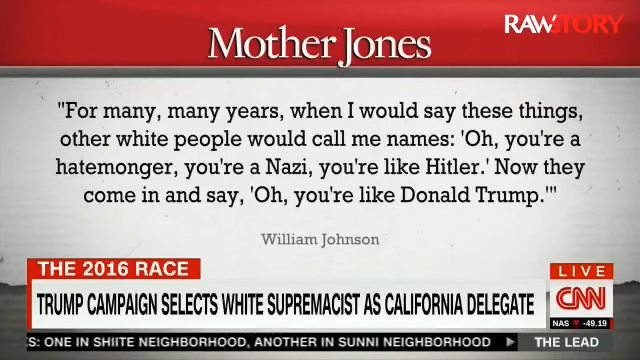 RAWSTORY
Mother Jones
"For many, many years, when I would say these things,
other white people would call me names: 'Oh, you're a
hatemonger, you're a Nazi, you're like Hitler.' Now they
come in and say, 'Oh, you're like Donald Trump.'"
William Johnson
THE 2016 RACE
LIVE
TRUMP CAMPAIGN SELECTS WHITE SUPREMACIST AS CALIFORNIA DELEGATE
CNN
NAS ▼ -49.19
S: ONE IN SHIITE NEIGHBORHOOD, ANOTHER IN SUNNI NEIGHBORHOOD
THE LEAD